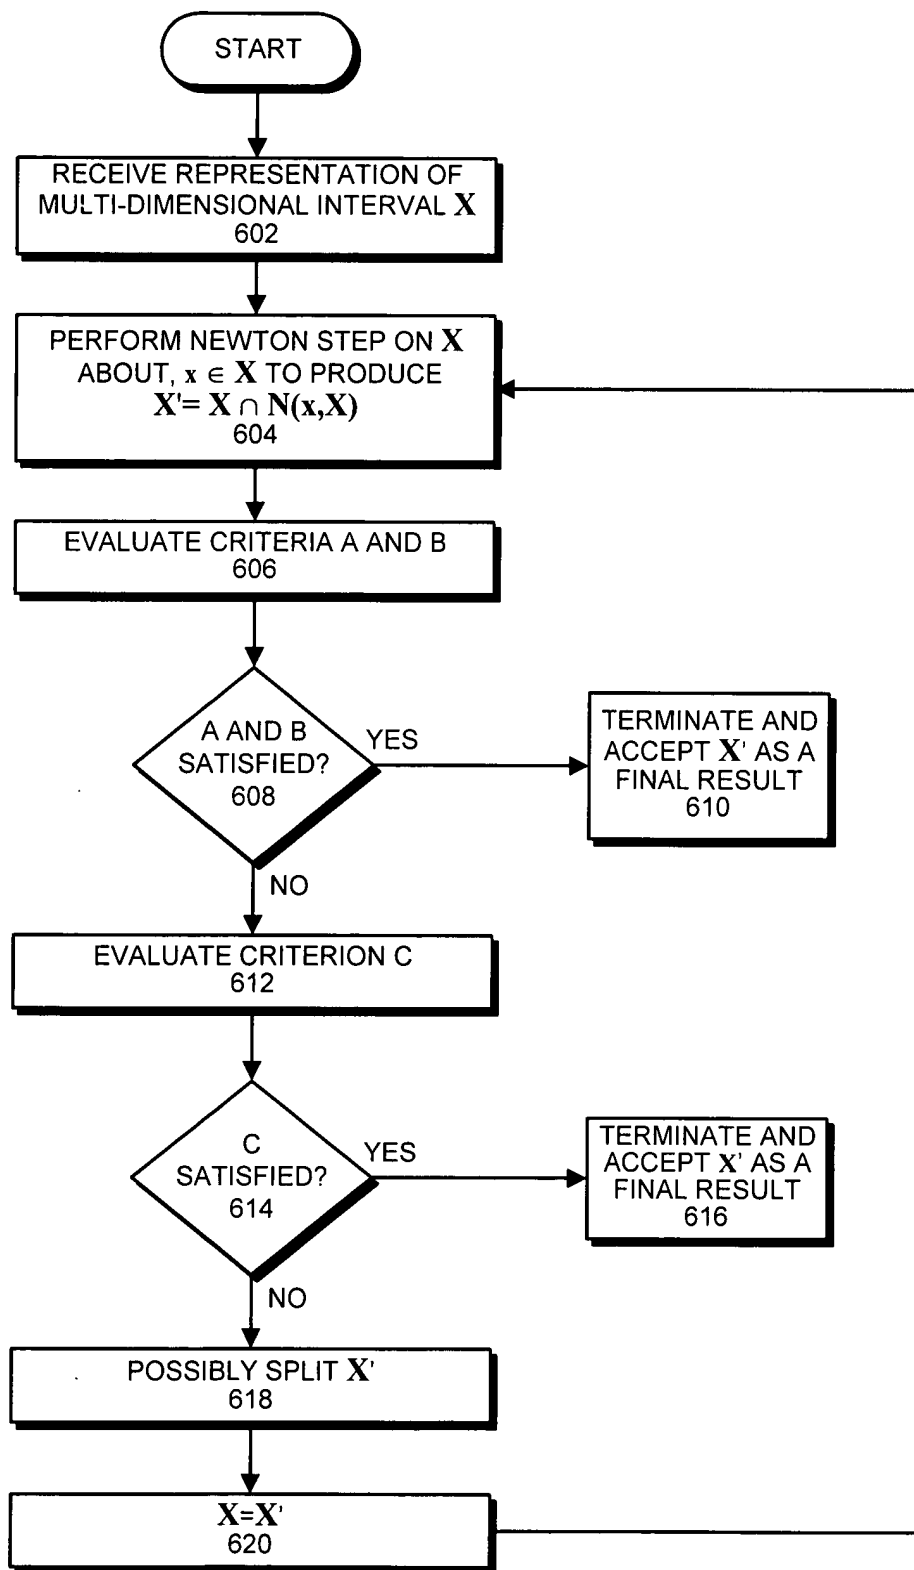 START
RECEIVE REPRESENTATION OF
MULTI-DIMENSIONAL INTERVAL X
602
PERFORM NEWTON STEP ON X
ABOUT, x ∈ X TO PRODUCE
X'= X ∩ N(x,X)
604
EVALUATE CRITERIA A AND B
606
A AND B
SATISFIED?
608
YES
TERMINATE AND
ACCEPT X' AS A
FINAL RESULT
610
NO
EVALUATE CRITERION C
612
C
SATISFIED?
614
YES
TERMINATE AND
ACCEPT X' AS A
FINAL RESULT
616
NO
POSSIBLY SPLIT X'
618
X=X'
620